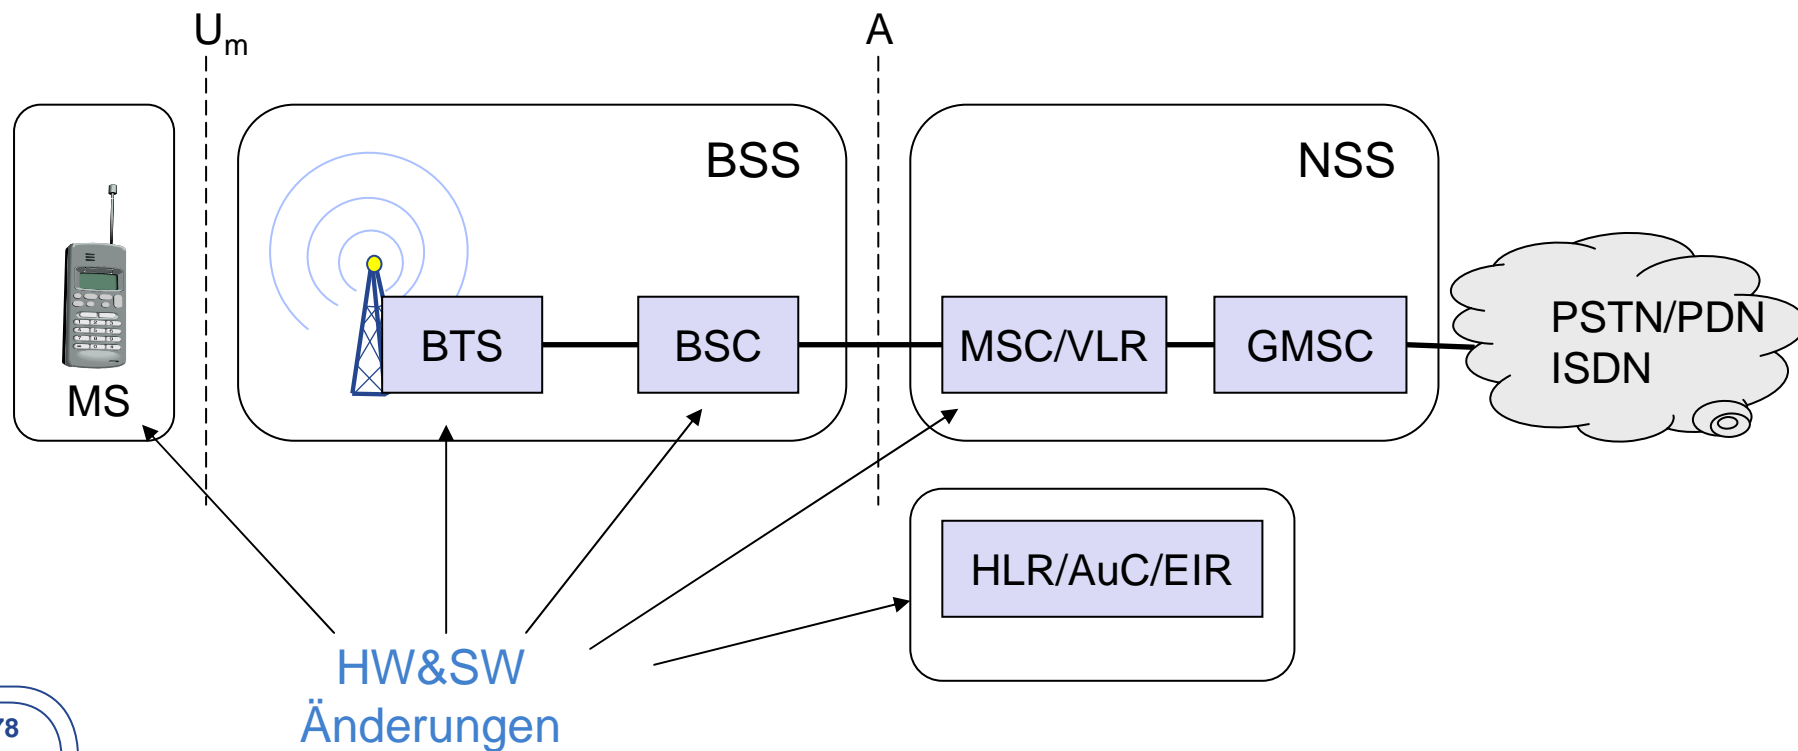 Um
A
BSS
NSS
MS
BTS
BSC
MSC/VLR
GMSC
PSTN/PDN
ISDN
HLR/AuC/EIR
HW&SW
Änderungen